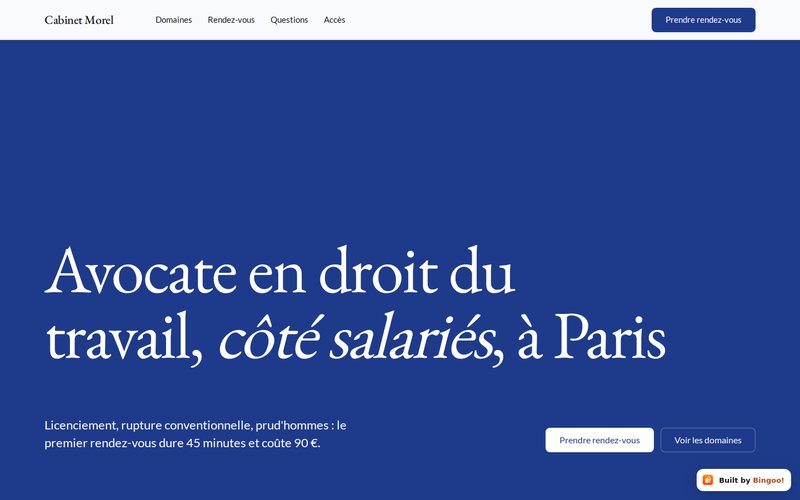 Cabinet Morel
Domaines
Rendez-vous
Questions
Accès
Prendre rendez-vous
Avocate en droit du
travail, côté salariés, à Paris
Licenciement, rupture conventionnelle, prud'hommes : le
premier rendez-vous dure 45 minutes et coûte 90 €.
Prendre rendez-vous
Voir les domaines
Built by Bingoo!